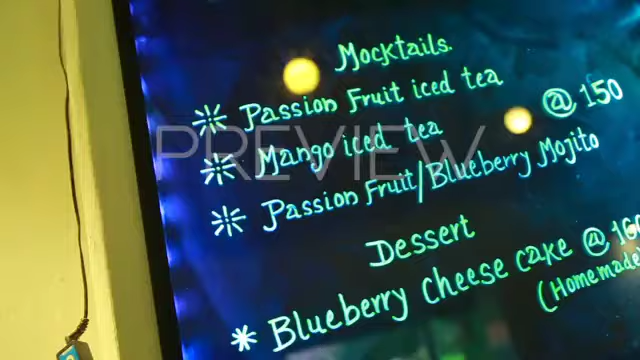 Mocktails.
* Passion Fruit iced tea
@ 150
* Mango iced tea
* Passion Fruit/Blueberry Mojito
PREVIEW
Dessert
* Blueberry Cheese cake @
(Homemade